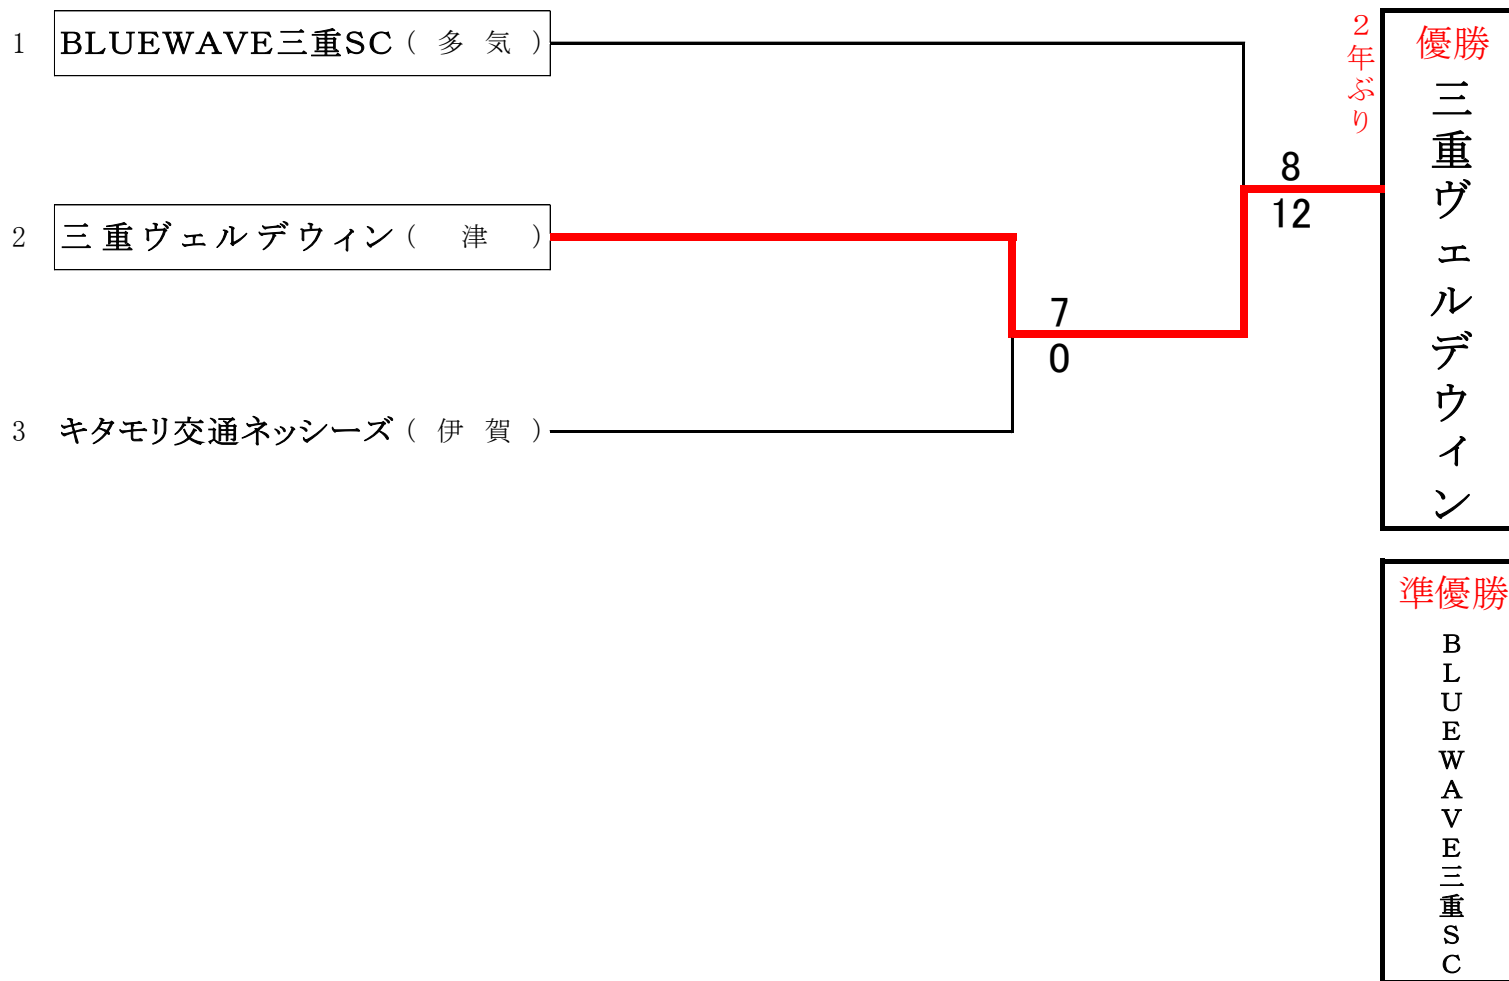 1 BLUEWAVE三重SC ( 多 気 )
2 三重ヴェルデウィン ( 津 )
3 キタモリ交通ネッシーズ ( 伊 賀 )
7
0
8
12
2年ぶり
優勝
三重ヴェルデウィン
準優勝
BLUEWAVE三重SC